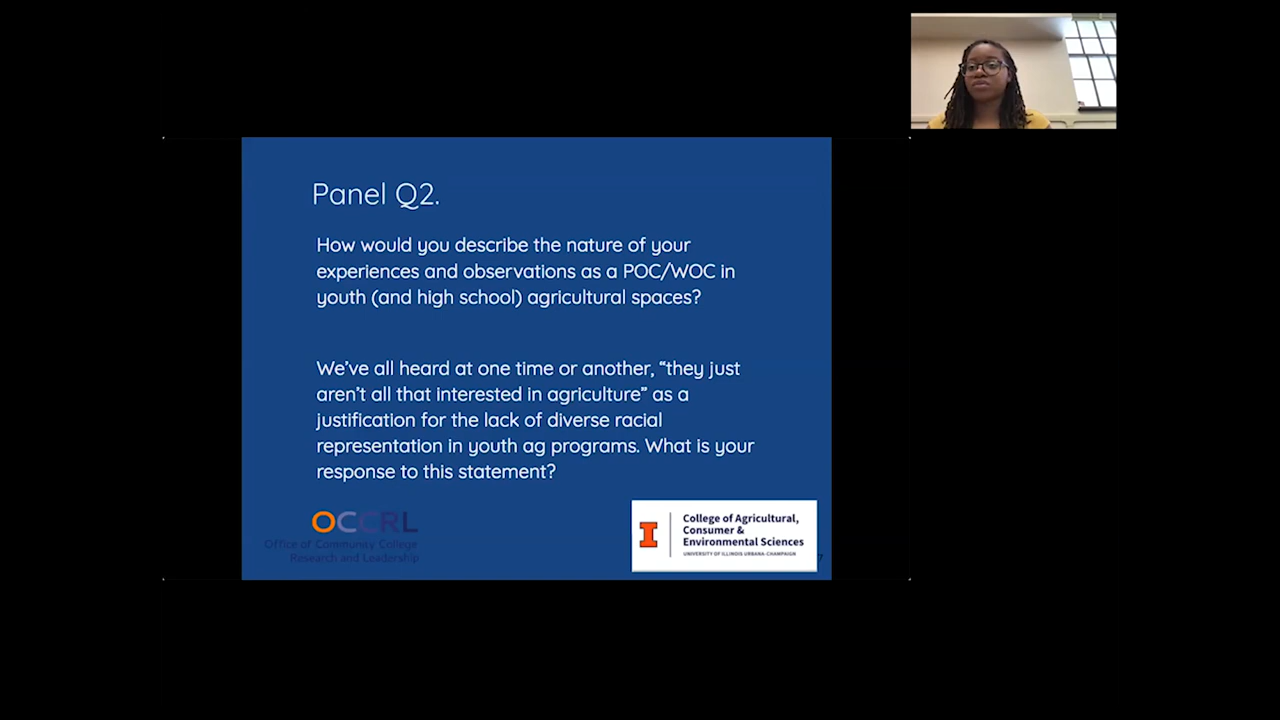 Panel Q2.
How would you describe the nature of your
experiences and observations as a POC/WOC in
youth (and high school) agricultural spaces?
We've all heard at one time or another, “they just
aren't all that interested in agriculture” as a
justification for the lack of diverse racial
representation in youth ag programs. What is your
response to this statement?
OCCRL
Office of Community College
Research and Leadership
I
College of Agricultural,
Consumer &
Environmental Sciences
UNIVERSITY OF ILLINOIS URBANA-CHAMPAIGN
7